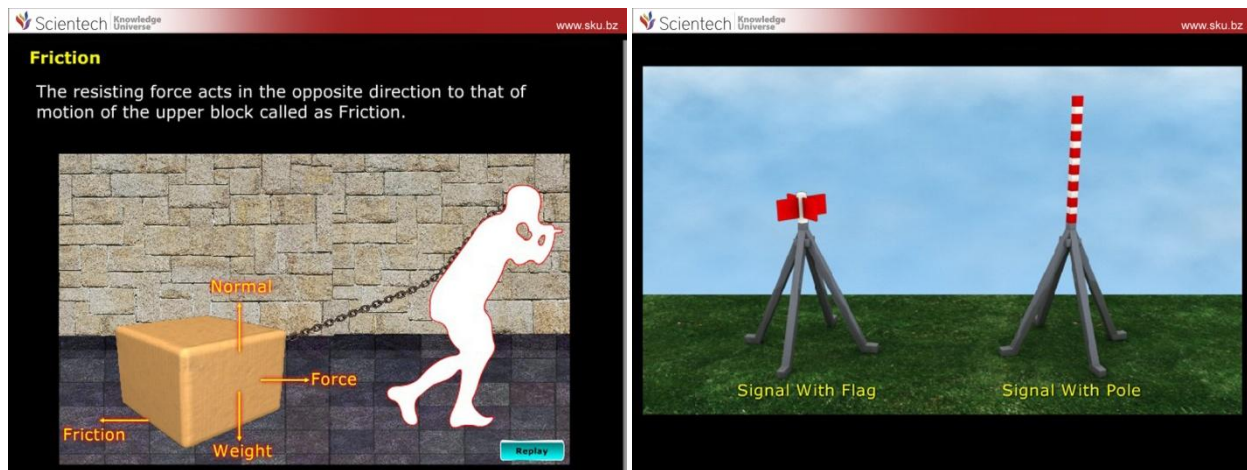 Scientech Knowledge Universe
www.sku.bz
Friction
The resisting force acts in the opposite direction to that of
motion of the upper block called as Friction.
Normal
Force
Friction
Weight
Replay
Scientech Knowledge Universe
www.sku.bz
Signal With Flag
Signal With Pole